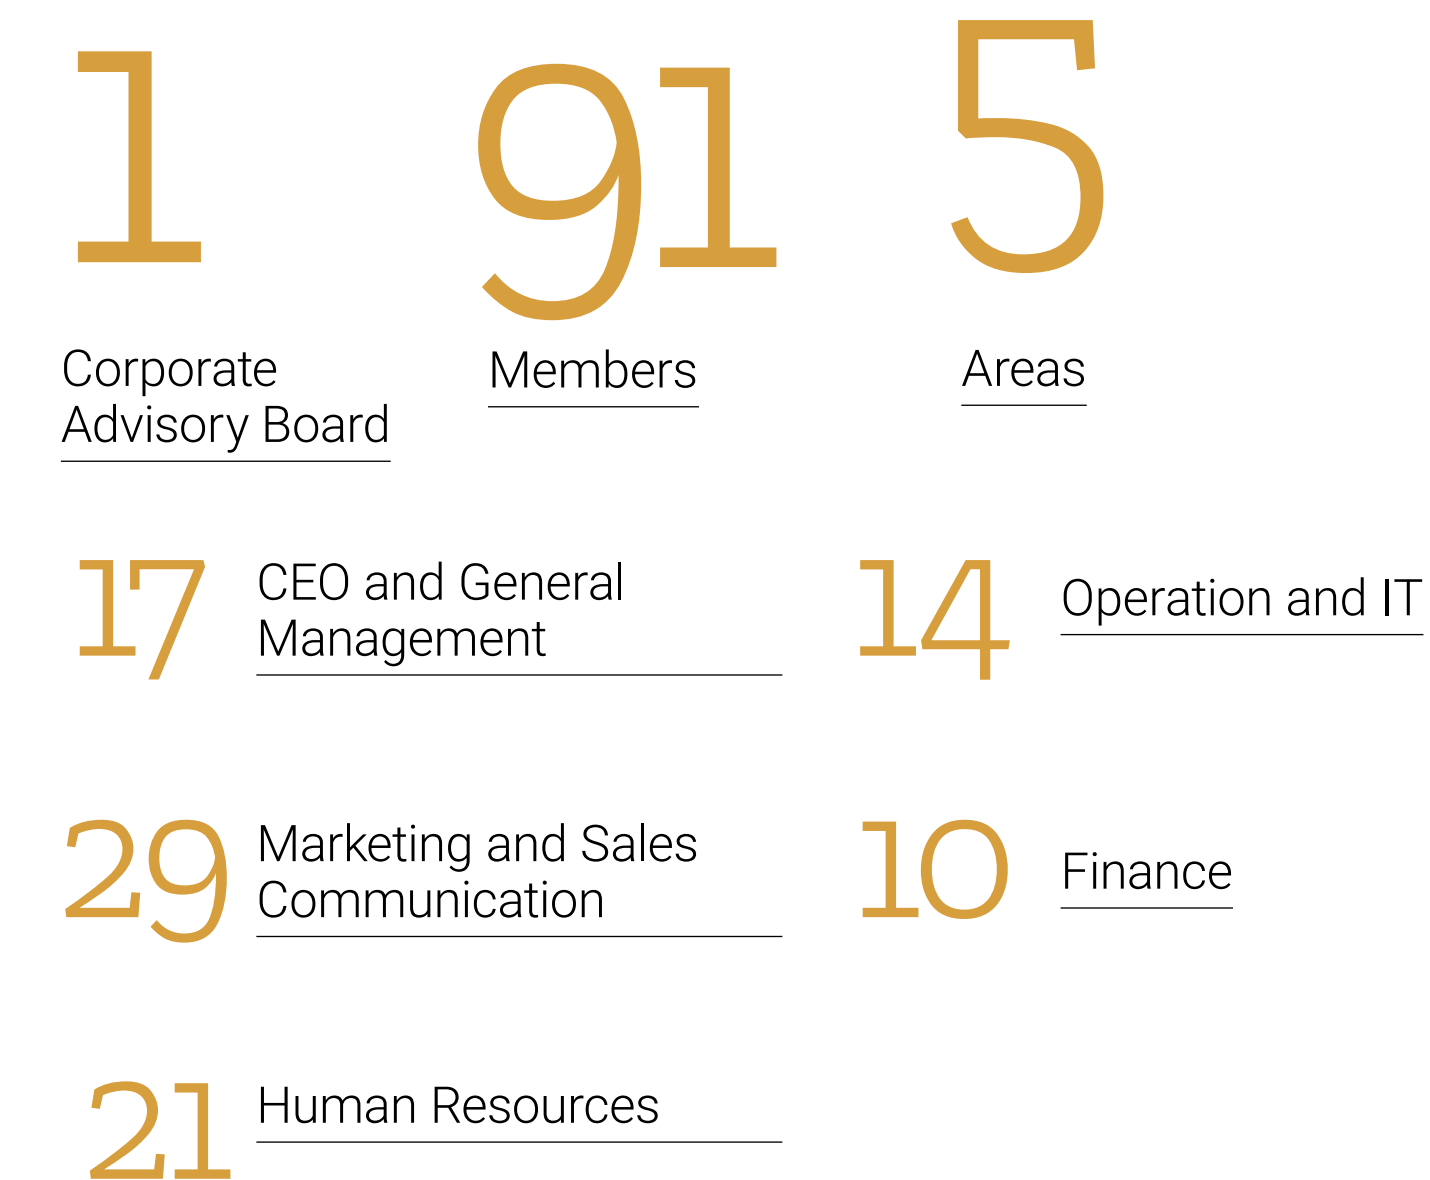 1
Corporate
Advisory Board
91
Members
5
Areas
17
CEO and General
Management
14
Operation and IT
29
Marketing and Sales
Communication
10
Finance
21
Human Resources